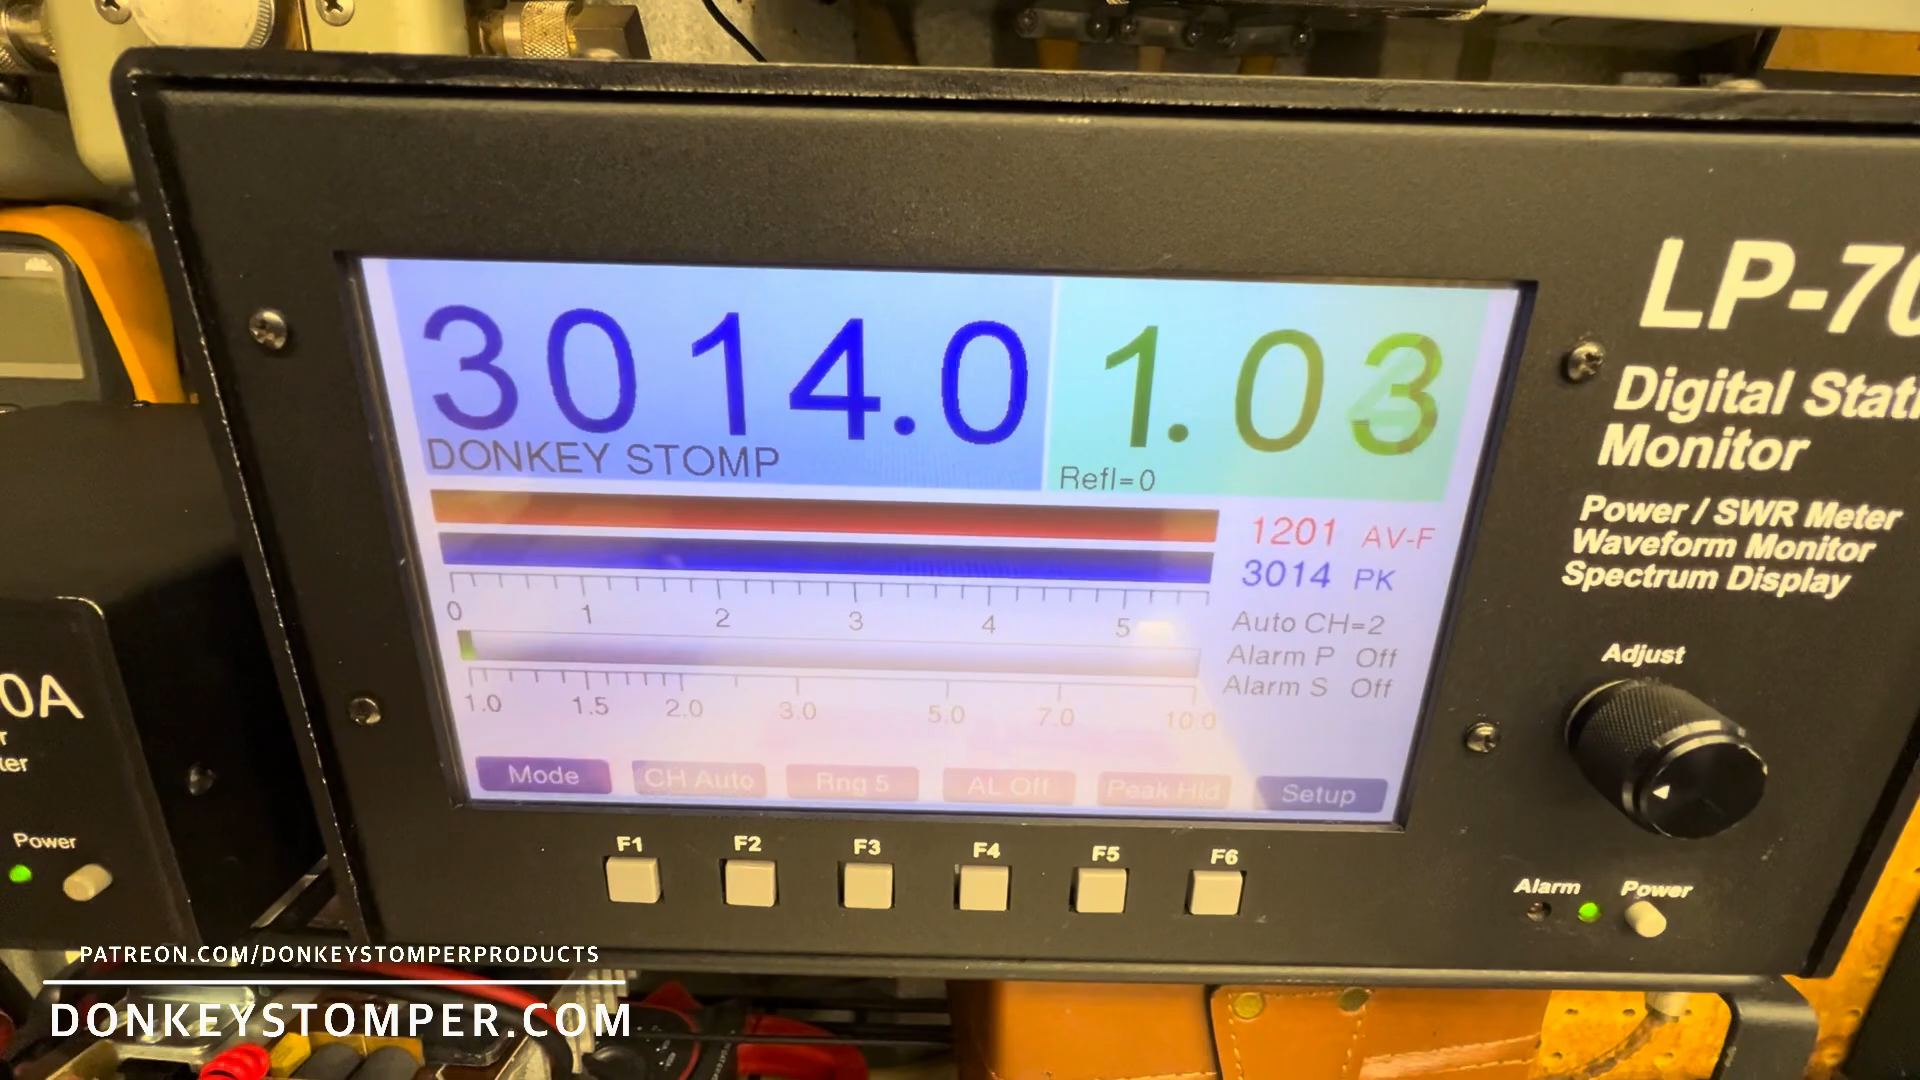 3014.0
1.03
DONKEY STOMP
Refl=0
1201 AV-F
3014 PK
0 1 2 3 4 5
Auto CH=2
Alarm P Off
Alarm S Off
1.0 1.5 2.0 3.0 5.0 7.0 10.0
Mode CH Auto Rng 5 AL Off Peak Hld Setup
F1 F2 F3 F4 F5 F6
LP-70
Digital Stati
Monitor
Power / SWR Meter
Waveform Monitor
Spectrum Display
Adjust
Alarm Power
0A
Power
PATREON.COM/DONKEYSTOMPERPRODUCTS
DONKEYSTOMPER.COM